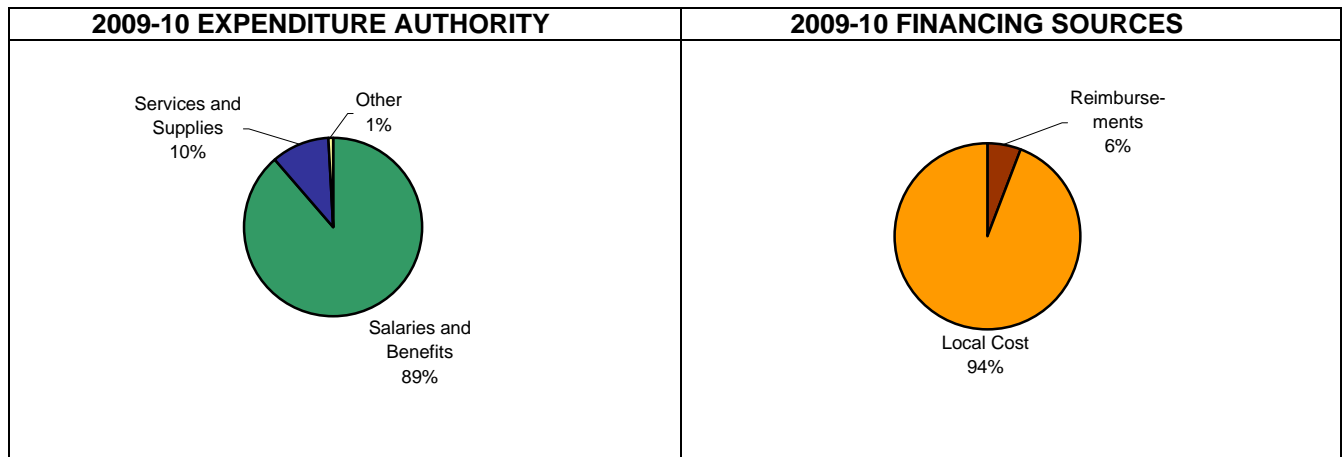 2009-10 EXPENDITURE AUTHORITY
Services and
Supplies
10%
Other
1%
Salaries and
Benefits
89%
2009-10 FINANCING SOURCES
Reimburse-
ments
6%
Local Cost
94%